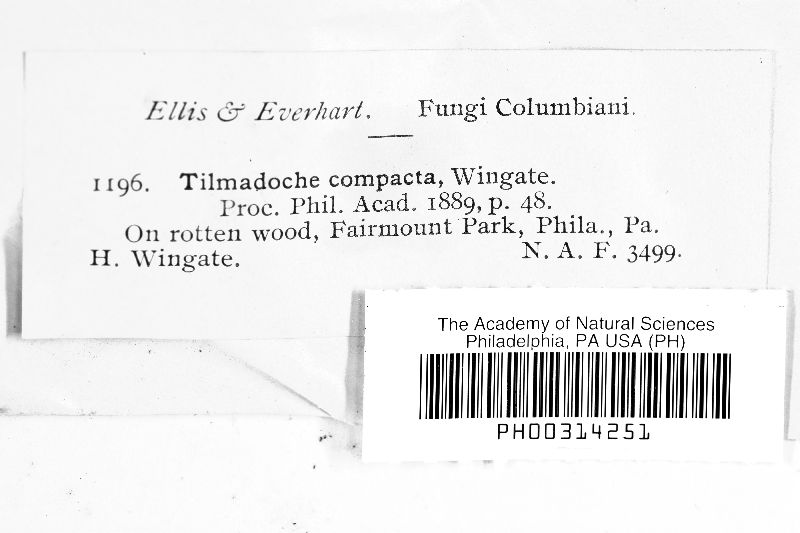 Ellis & Everhart. Fungi Columbiani.
1196. Tilmadoche compacta, Wingate.
Proc. Phil. Acad. 1889, p. 48.
On rotten wood, Fairmount Park, Phila., Pa.
H. Wingate. N. A. F. 3499.
The Academy of Natural Sciences
Philadelphia, PA USA (PH)
PH00314251